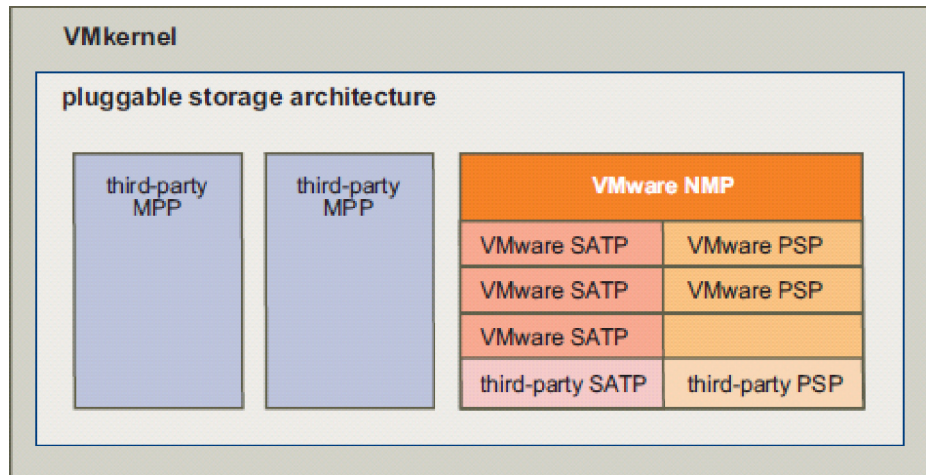 VMkernel
pluggable storage architecture
third-party
MPP
third-party
MPP
VMware NMP
VMware SATP
VMware PSP
VMware SATP
VMware PSP
VMware SATP
third-party SATP
third-party PSP